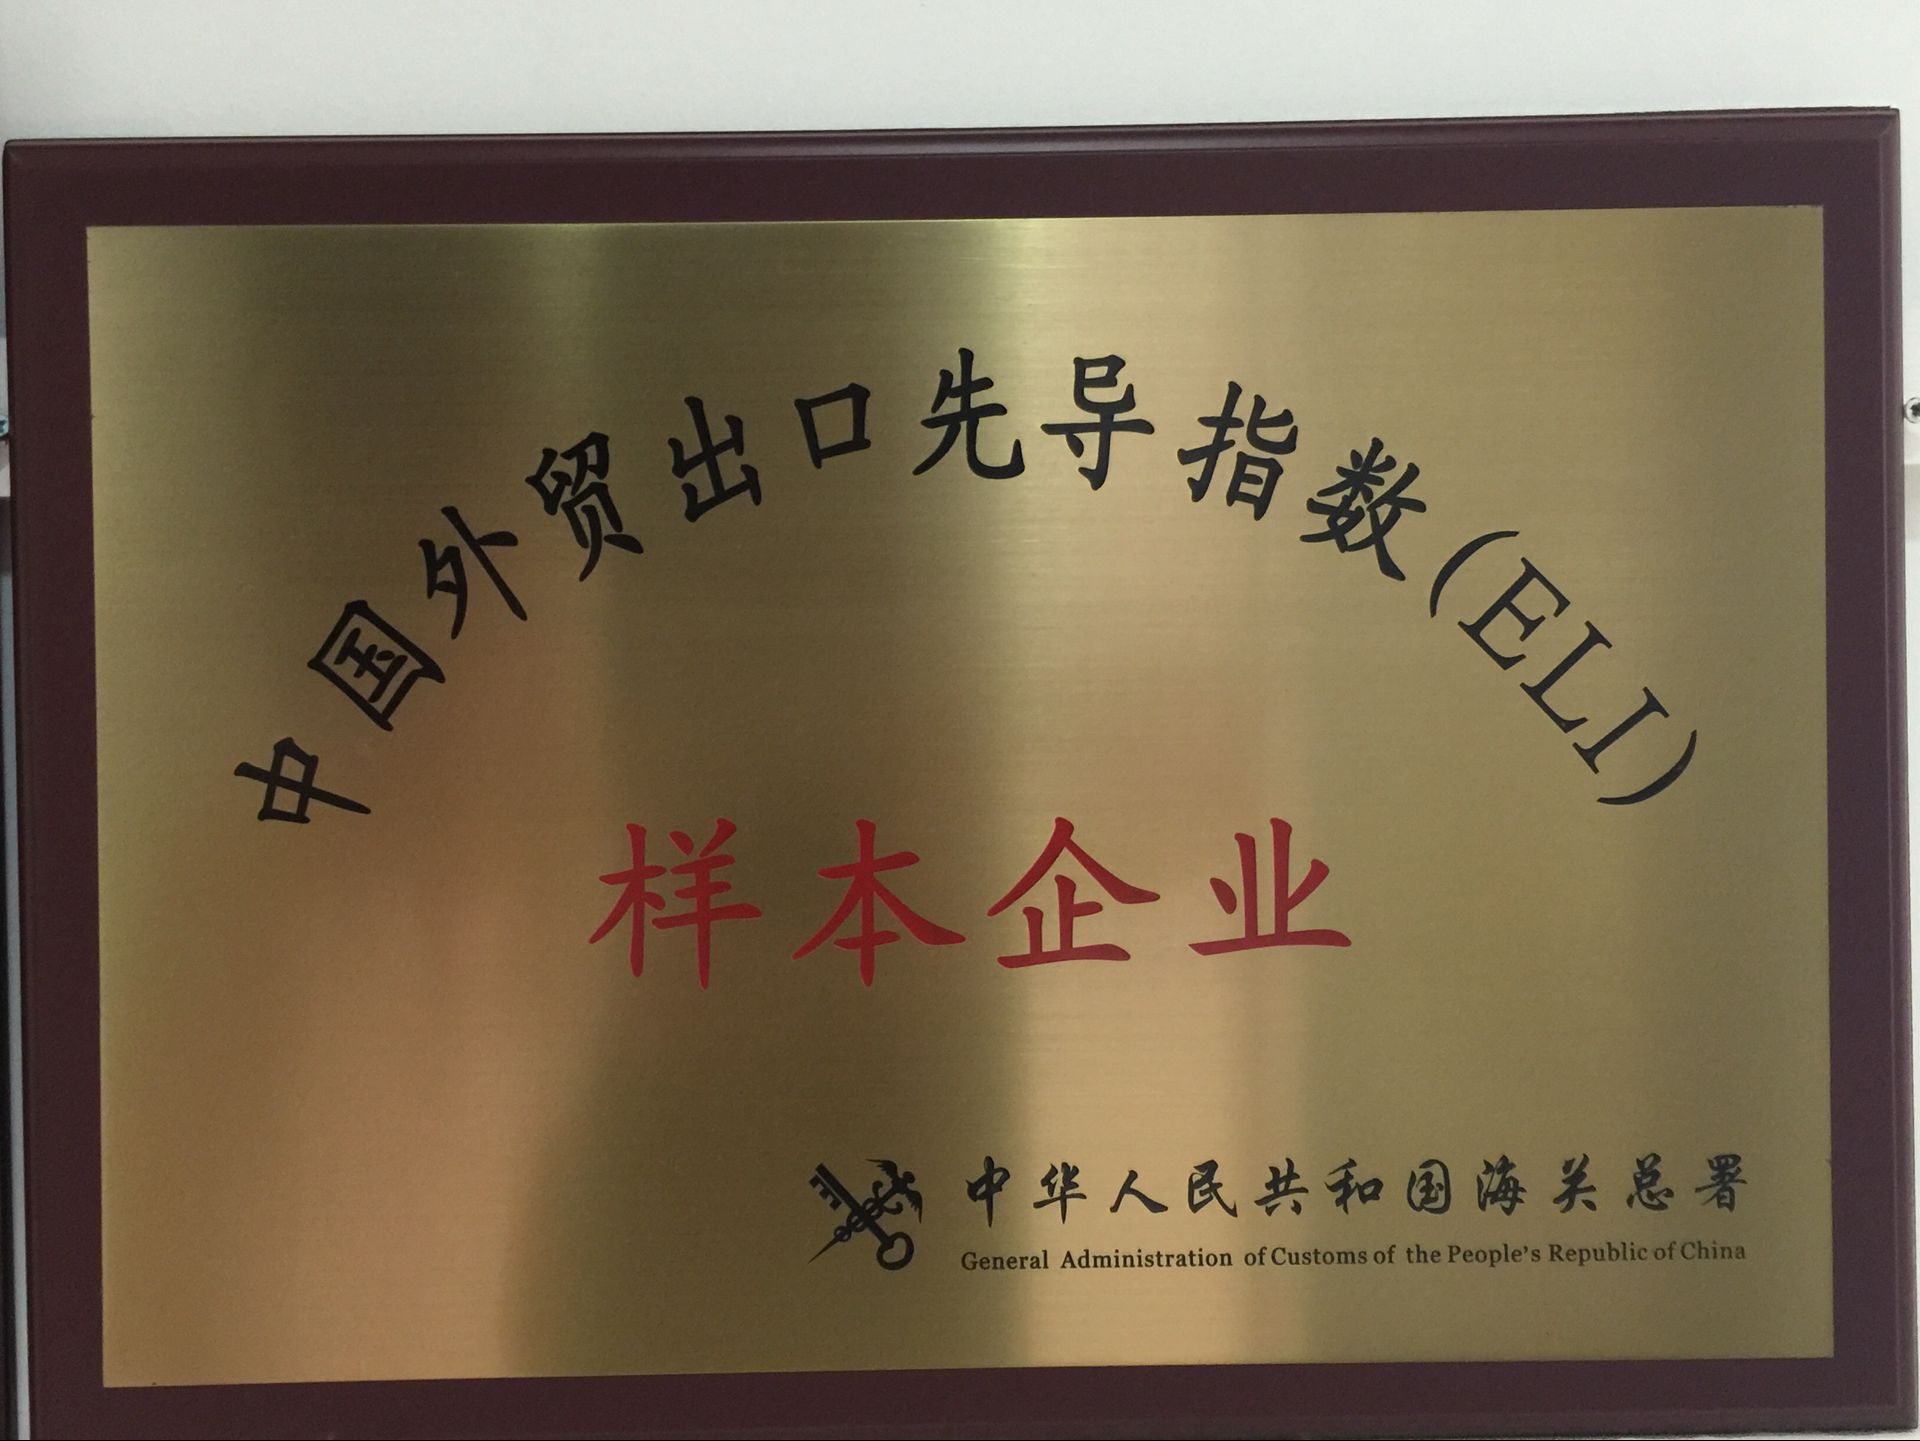 中国外贸出口先导指数(ELI)
样本企业
中华人民共和国海关总署
General Administration of Customs of the People's Republic of China